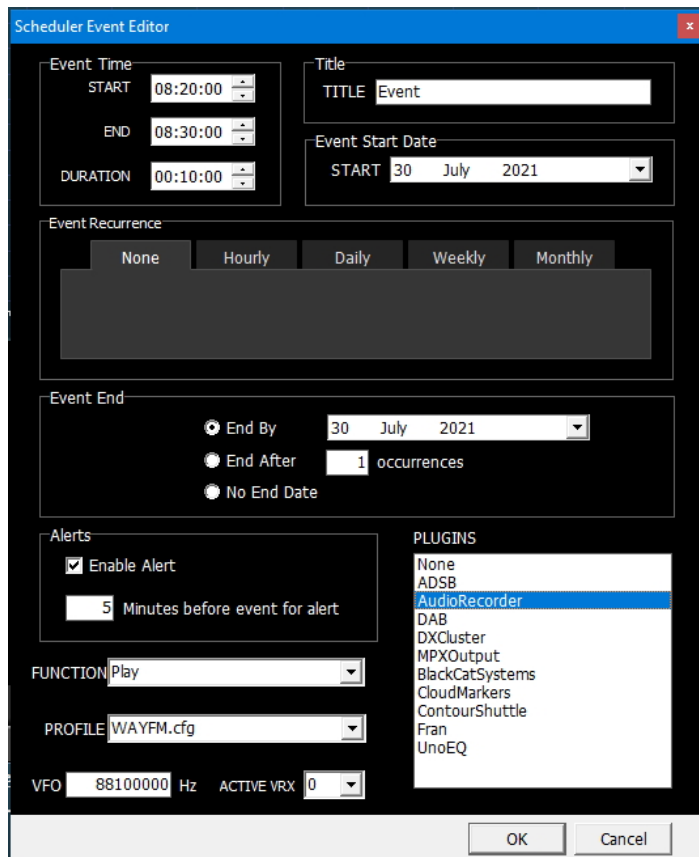 Scheduler Event Editor
x
Event Time
START 08:20:00
END 08:30:00
DURATION 00:10:00
Title
TITLE Event
Event Start Date
START 30 July 2021
Event Recurrence
None Hourly Daily Weekly Monthly
Event End
End By 30 July 2021
End After 1 occurrences
No End Date
Alerts
Enable Alert
5 Minutes before event for alert
PLUGINS
None
ADSB
AudioRecorder
DAB
DXCluster
MPXOutput
BlackCatSystems
CloudMarkers
ContourShuttle
Fran
UnoEQ
FUNCTION Play
PROFILE WAYFM.cfg
VFO 88100000 Hz ACTIVE VRX 0
OK Cancel